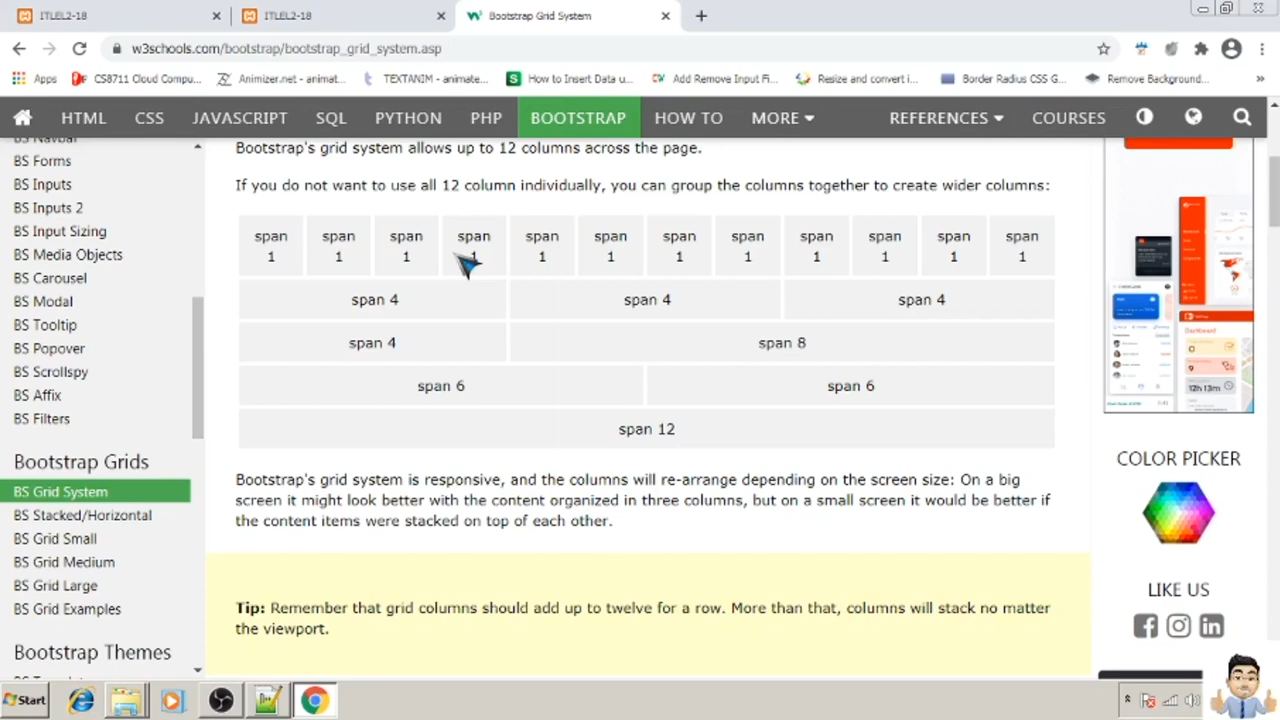 ITLEL2-18
ITLEL2-18
Bootstrap Grid System
w3schools.com/bootstrap/bootstrap_grid_system.asp
Apps
CS8711 Cloud Compu...
Animizer.net - animat...
TEXTANIM - animate...
How to Insert Data u...
Add Remove Input Fi...
Resize and convert i...
Border Radius CSS G...
Remove Background...
HTML
CSS
JAVASCRIPT
SQL
PYTHON
PHP
BOOTSTRAP
HOW TO
MORE
REFERENCES
COURSES
BS Navbar
BS Forms
BS Inputs
BS Inputs 2
BS Input Sizing
BS Media Objects
BS Carousel
BS Modal
BS Tooltip
BS Popover
BS Scrollspy
BS Affix
BS Filters
Bootstrap Grids
BS Grid System
BS Stacked/Horizontal
BS Grid Small
BS Grid Medium
BS Grid Large
BS Grid Examples
Bootstrap Themes
Bootstrap's grid system allows up to 12 columns across the page.
If you do not want to use all 12 column individually, you can group the columns together to create wider columns:
span span span span span span span span span span span span
1 1 1 1 1 1 1 1 1 1 1 1
span 4 span 4 span 4
span 4 span 8
span 6 span 6
span 12
Bootstrap's grid system is responsive, and the columns will re-arrange depending on the screen size: On a big
screen it might look better with the content organized in three columns, but on a small screen it would be better if
the content items were stacked on top of each other.
Tip: Remember that grid columns should add up to twelve for a row. More than that, columns will stack no matter
the viewport.
Dashboard
12h 13m
COLOR PICKER
LIKE US
Start